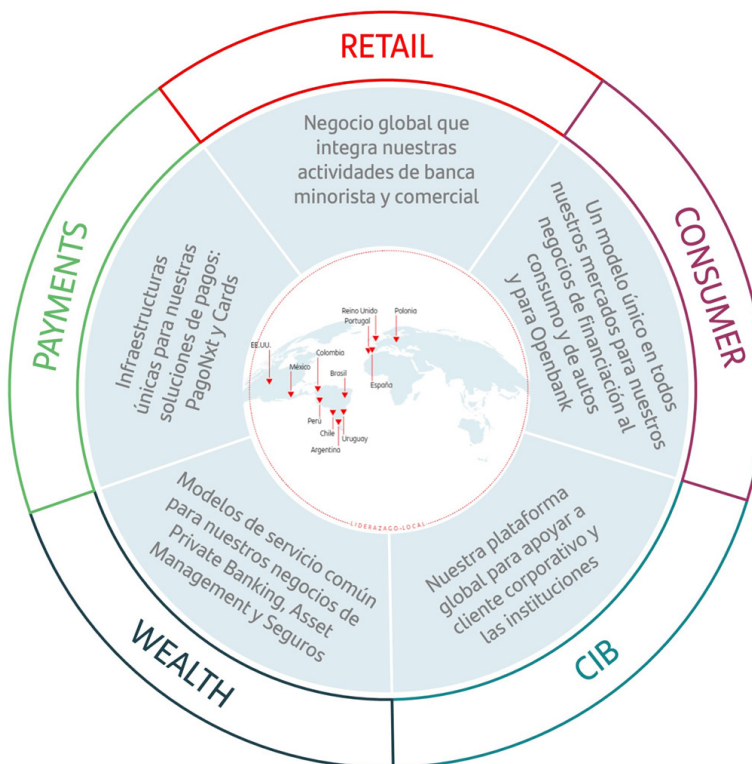 RETAIL
Negocio global que
integra nuestras
actividades de banca
minorista y comercial
CONSUMER
Un modelo único en todos
nuestros mercados para nuestros
negocios de financiación al
consumo y de autos
y para Openbank
CIB
Nuestra plataforma
global para apoyar a
cliente corporativo y
las instituciones
WEALTH
Modelos de servicio común
para nuestros negocios de
Private Banking, Asset
Management y Seguros
PAYMENTS
Infraestructuras
únicas para nuestras
soluciones de pagos:
PagoNxt y Cards
Reino Unido
Polonia
Portugal
EE.UU.
Colombia
México
Brasil
España
Perú
Chile
Uruguay
Argentina
LIDERAZAGO-LOCAL